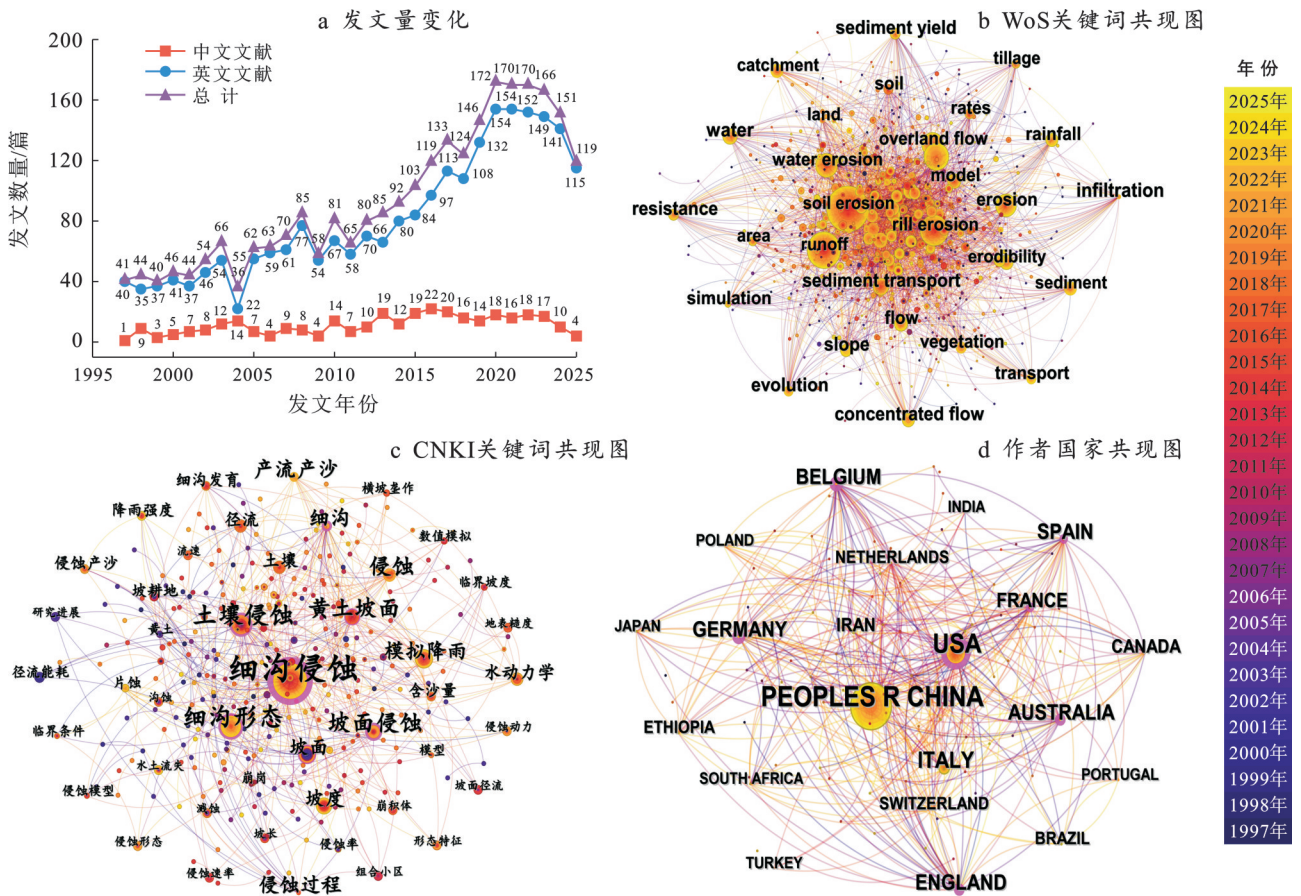 a 发文量变化
200
160
120
80
40
0
发文数量/篇
中文文献
英文文献
总 计
41 44 40 46 44 54 66 36 62 63 70 85 58 81 65 80 85 92 103 119 133 124 146 172 170 170 166 151 119
40 35 37 41 37 46 54 22 55 59 61 77 54 67 58 70 66 80 84 97 113 108 132 154 154 152 149 141 115
1 9 3 5 7 8 12 14 7 4 9 8 4 14 7 10 19 12 19 22 20 16 14 18 16 18 17 10 4
1995 2000 2005 2010 2015 2020 2025
发文年份
b WoS关键词共现图
sediment yield
catchment
tillage
soil
rates
land
water
overland flow
rainfall
water erosion
model
infiltration
resistance
soil erosion
erosion
rill erosion
area
runoff
erodibility
sediment transport
sediment
simulation
flow
slope
vegetation
transport
evolution
concentrated flow
c CNKI关键词共现图
产流产沙
细沟发育
横坡垄作
降雨强度
径流
细沟
数值模拟
流速
土壤
侵蚀
侵蚀产沙
坡耕地
临界坡度
研究进展
土壤侵蚀
黄土坡面
地表糙度
黄土
细沟侵蚀
模拟降雨
径流能耗
片蚀
水动力学
沟蚀
含沙量
细沟形态
坡面侵蚀
临界条件
侵蚀动力
坡面
模型
水土流失
崩岗
侵蚀模型
坡面径流
溅蚀
坡度
崩积体
坡长
侵蚀形态
侵蚀率
形态特征
侵蚀速率
侵蚀过程
组合小区
d 作者国家共现图
BELGIUM
INDIA
SPAIN
POLAND
NETHERLANDS
FRANCE
JAPAN
GERMANY
IRAN
USA
CANADA
PEOPLES R CHINA
AUSTRALIA
ETHIOPIA
ITALY
SOUTH AFRICA
PORTUGAL
SWITZERLAND
BRAZIL
TURKEY
ENGLAND
年 份
2025年
2024年
2023年
2022年
2021年
2020年
2019年
2018年
2017年
2016年
2015年
2014年
2013年
2012年
2011年
2010年
2009年
2008年
2007年
2006年
2005年
2004年
2003年
2002年
2001年
2000年
1999年
1998年
1997年